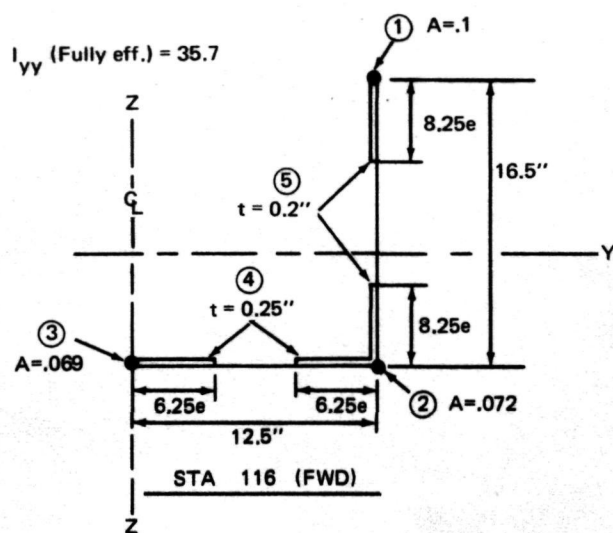 ① A=.1
I_yy (Fully eff.) = 35.7
Z
8.25e
16.5"
⑤
t = 0.2"
℄
Y
④
t = 0.25"
③
A=.069
8.25e
6.25e
6.25e
② A=.072
12.5"
STA 116 (FWD)
Z